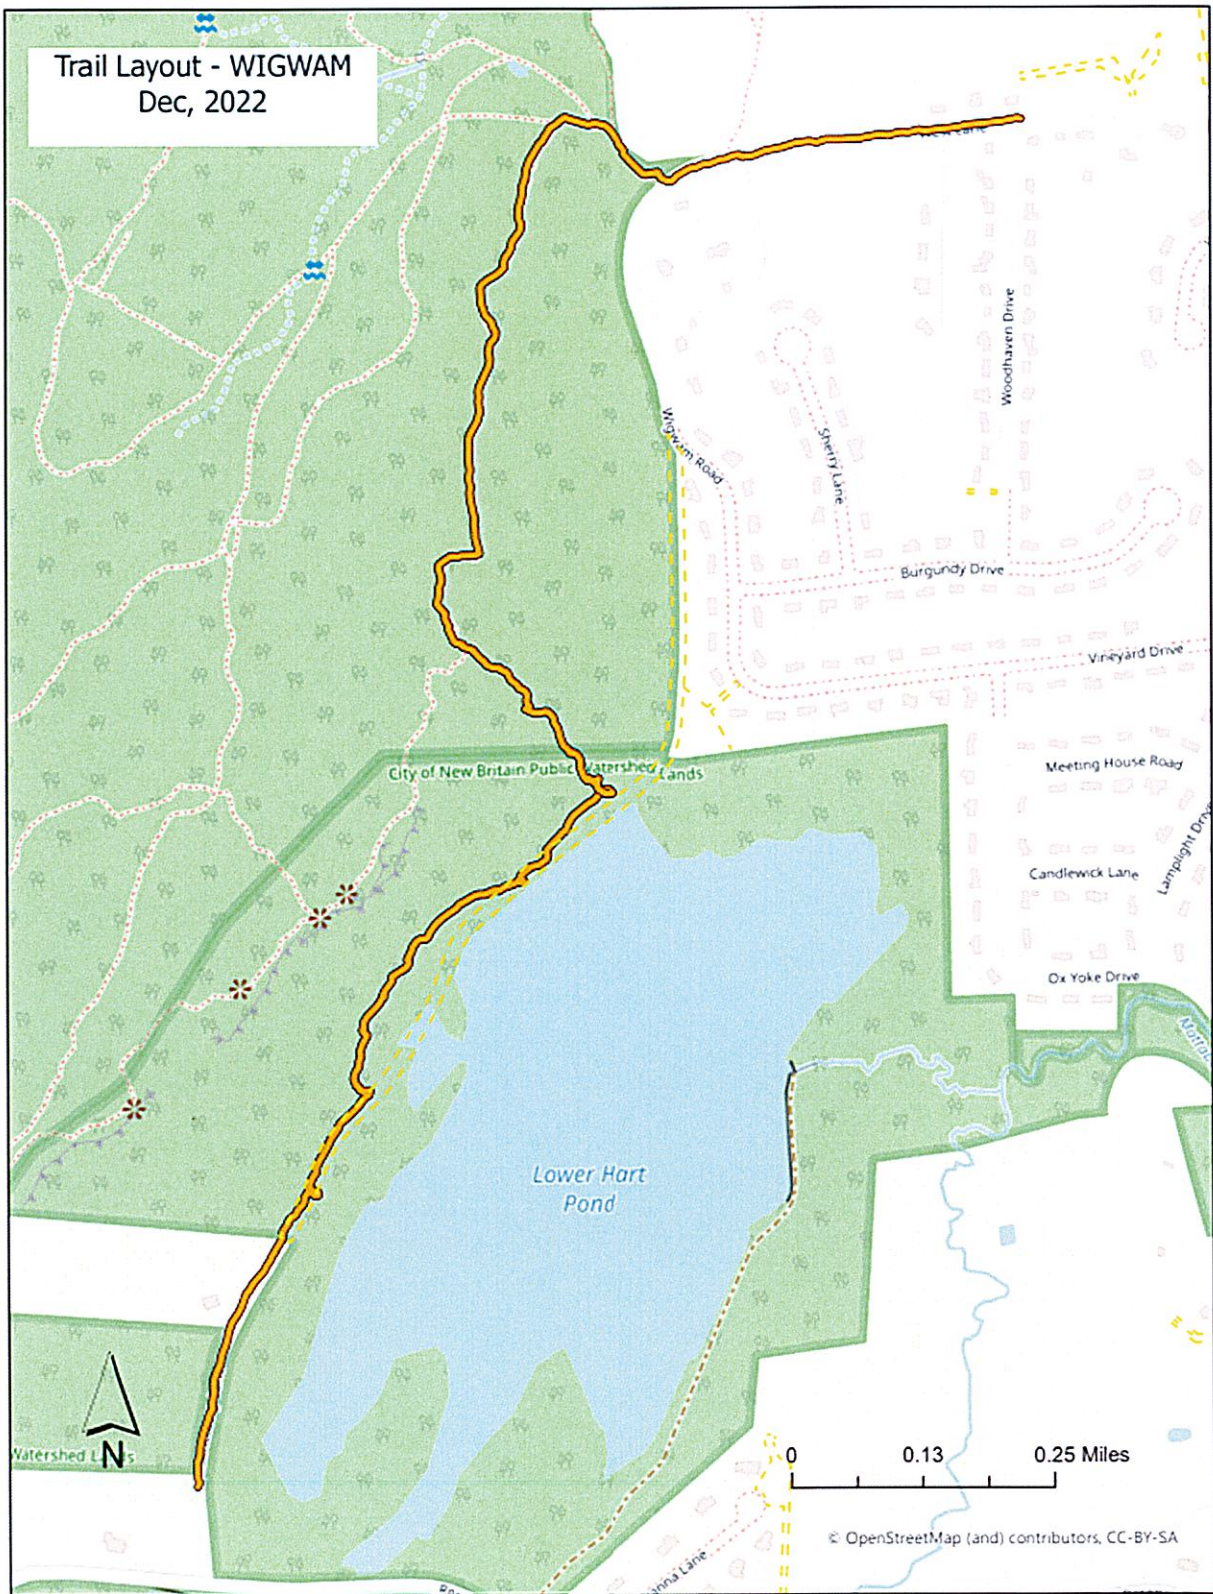 Trail Layout - WIGWAM
Dec, 2022
Woodhaven Drive
Wigwam Road
Sherry Lane
Burgundy Drive
Vineyard Drive
City of New Britain Public Watershed Lands
Meeting House Road
Lamplight Drive
Candlewick Lane
Ox Yoke Drive
Lower Hart
Pond
Watershed Lands
N
0 0.13 0.25 Miles
© OpenStreetMap (and) contributors, CC-BY-SA